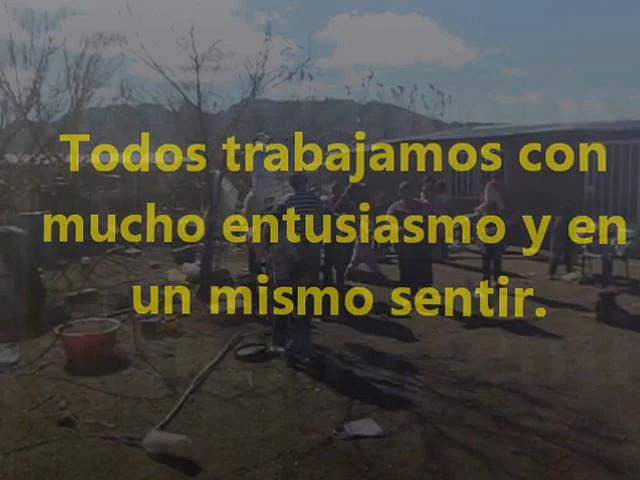 Todos trabajamos con
mucho entusiasmo y en
un mismo sentir.